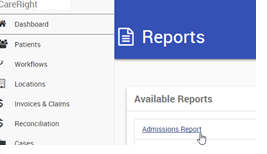 CareRight
Dashboard
Patients
Workflows
Locations
Invoices & Claims
Reconciliation
Cases
Reports
Available Reports
Admissions Report